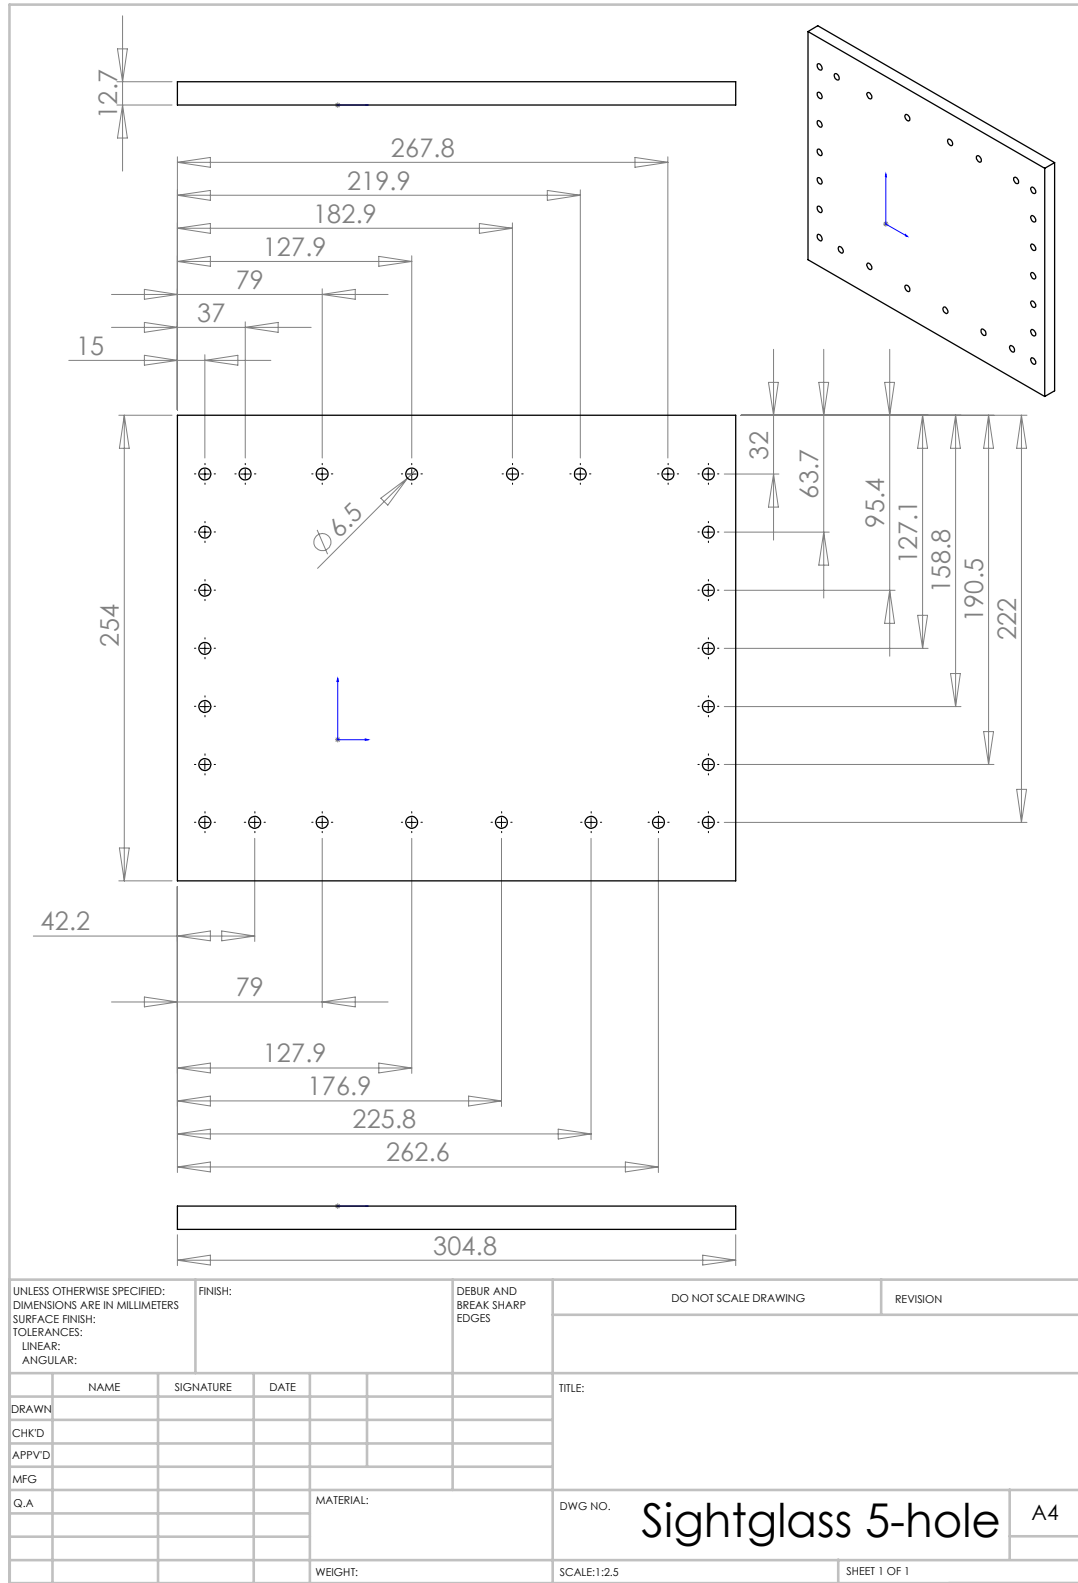 12.7
267.8
219.9
182.9
127.9
79
37
15
32
63.7
95.4
127.1
158.8
190.5
222
∅6.5
254
42.2
79
127.9
176.9
225.8
262.6
304.8
UNLESS OTHERWISE SPECIFIED:
DIMENSIONS ARE IN MILLIMETERS
SURFACE FINISH:
TOLERANCES:
LINEAR:
ANGULAR:
FINISH:
DEBUR AND
BREAK SHARP
EDGES
DO NOT SCALE DRAWING
REVISION
NAME
SIGNATURE
DATE
TITLE:
DRAWN
CHK'D
APPV'D
MFG
Q.A
MATERIAL:
DWG NO.
Sightglass 5-hole
A4
WEIGHT:
SCALE:1:2.5
SHEET 1 OF 1